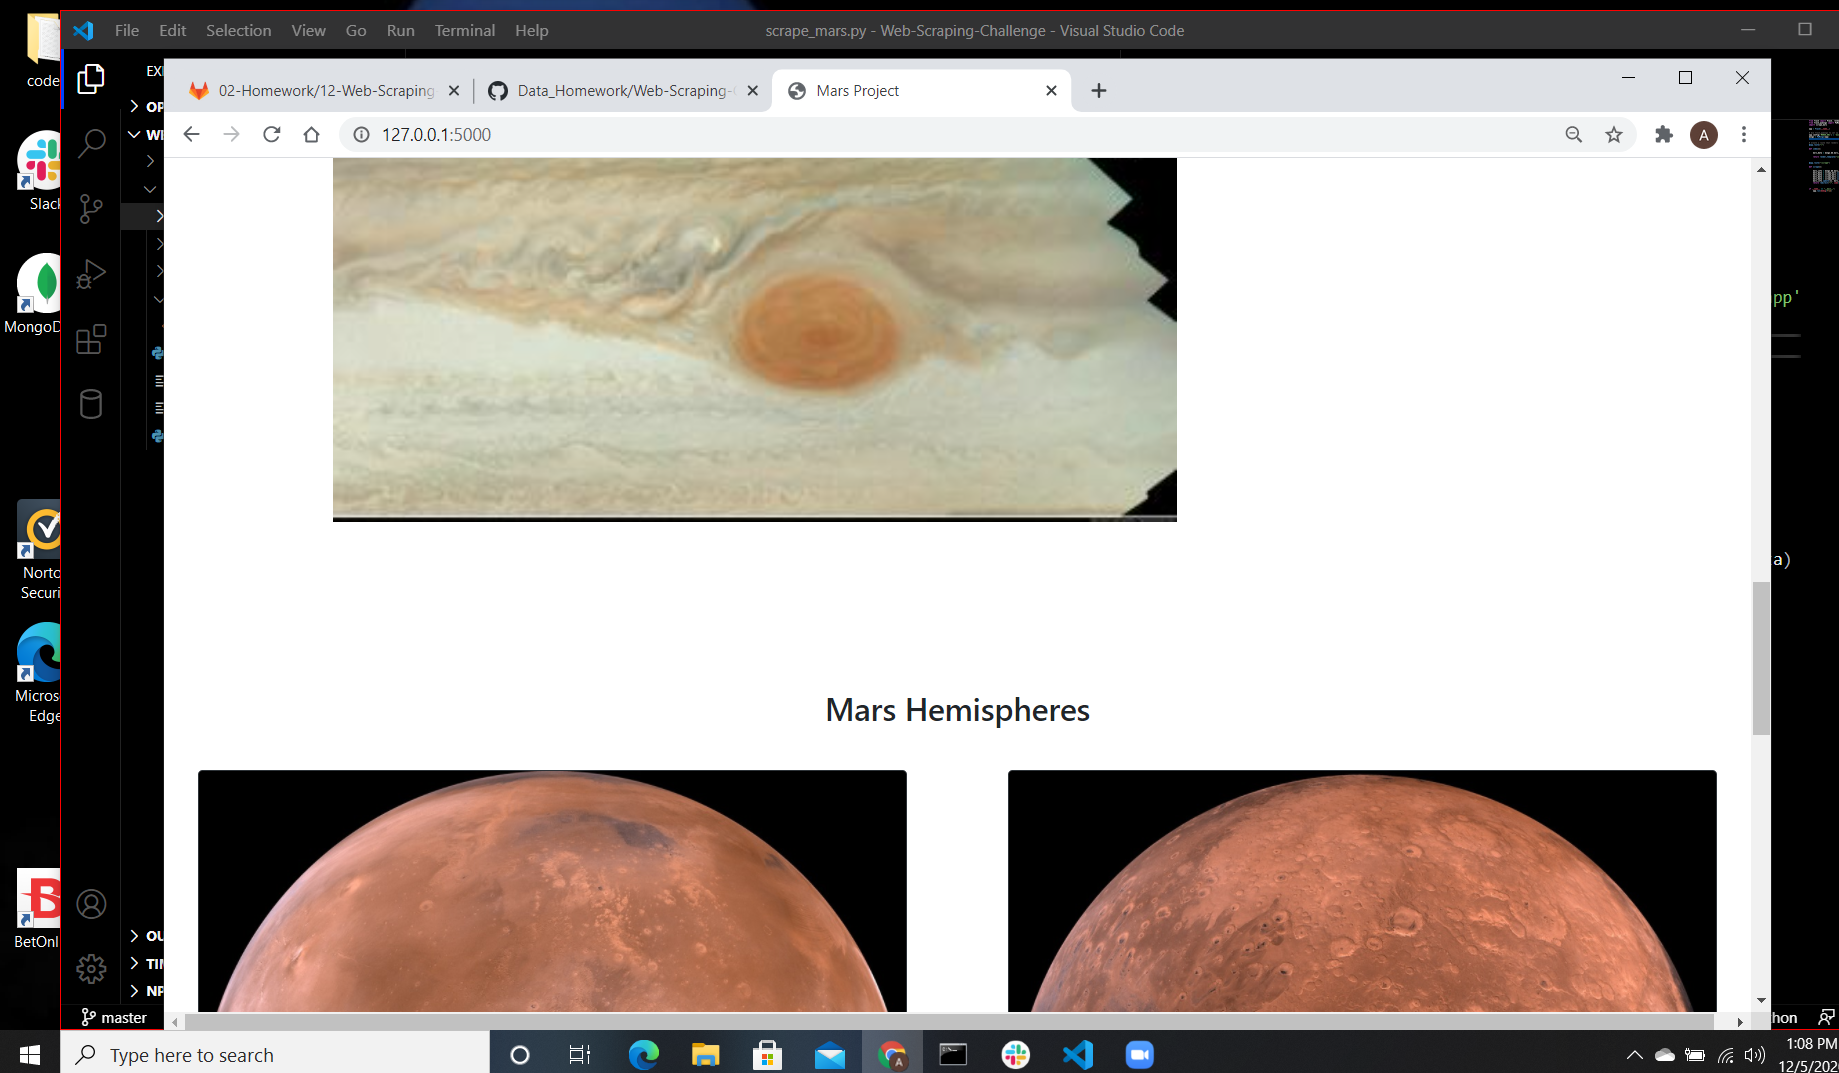 File Edit Selection View Go Run Terminal Help
scrape_mars.py - Web-Scraping-Challenge - Visual Studio Code
code
Slack
MongoD
Norto
Securi
Micros
Edge
BetOnl
EX
OP
02-Homework/12-Web-Scraping
Data_Homework/Web-Scraping-
Mars Project
127.0.0.1:5000
A
pp'
a)
Mars Hemispheres
OU
TI
NP
master
hon
Type here to search
1:08 PM
12/5/202